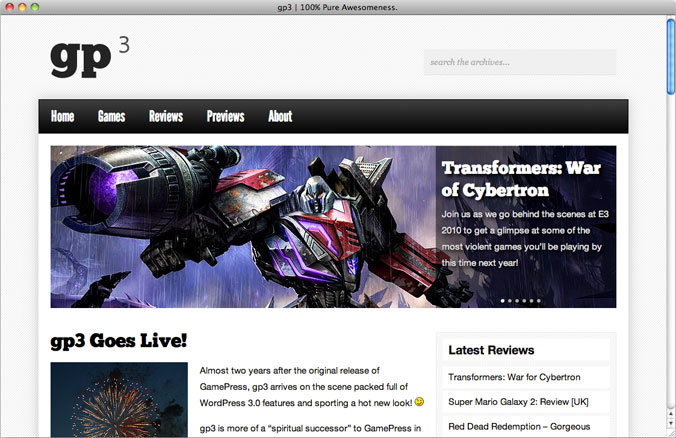 gp3 | 100% Pure Awesomeness.
gp3
search the archives...
Home Games Reviews Previews About
Transformers: War
of Cybertron
Join us as we go behind the scenes at E3
2010 to get a glimpse at some of the
most violent games you'll be playing by
this time next year!
gp3 Goes Live!
Almost two years after the original release of
GamePress, gp3 arrives on the scene packed full of
WordPress 3.0 features and sporting a hot new look!
gp3 is more of a “spiritual successor” to GamePress in
Latest Reviews
Transformers: War for Cybertron
Super Mario Galaxy 2: Review [UK]
Red Dead Redemption – Gorgeous